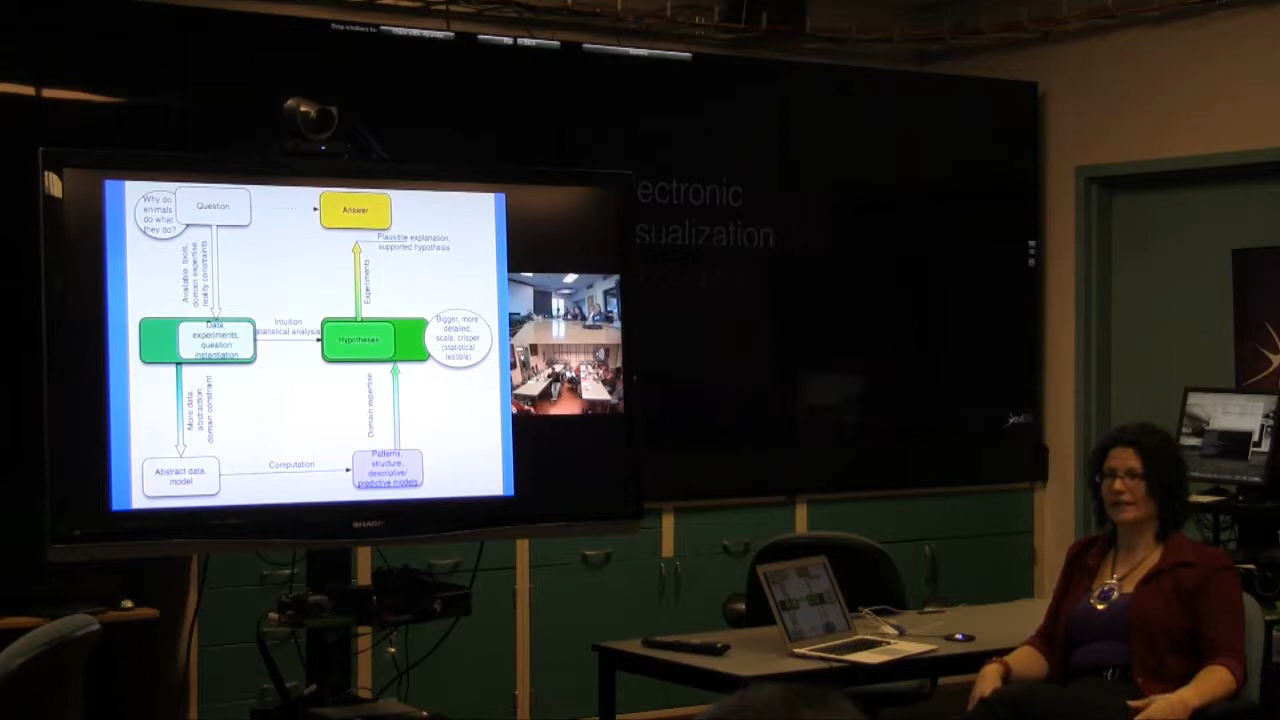 ectronic
sualization
Why do
animals
do what
they do?
Question
Answer
Plausible explanation,
supported hypothesis
Available tools,
domain expertise,
reality constraints
Experiments
Data,
experiments,
question
instantiation
Intuition
statistical analysis
Hypotheses
Bigger, more
detailed,
scale, crisper
(statistical
testible)
More data,
abstraction
domain constraint
Domain expertise
Abstract data,
model
Computation
Patterns,
structure,
descriptive/
predictive models
SHARP